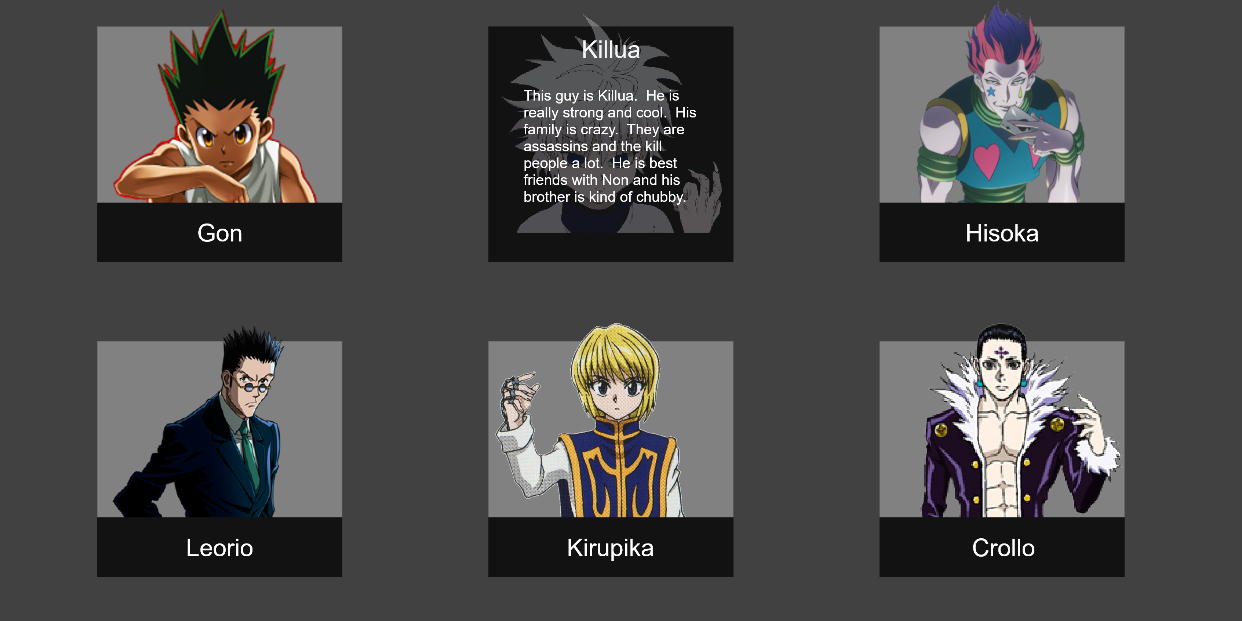 Killua
This guy is Killua.  He is
really strong and cool.  His
family is crazy.  They are
assassins and the kill
people a lot.  He is best
friends with Non and his
brother is kind of chubby.
Gon
Hisoka
Leorio
Kirupika
Crollo